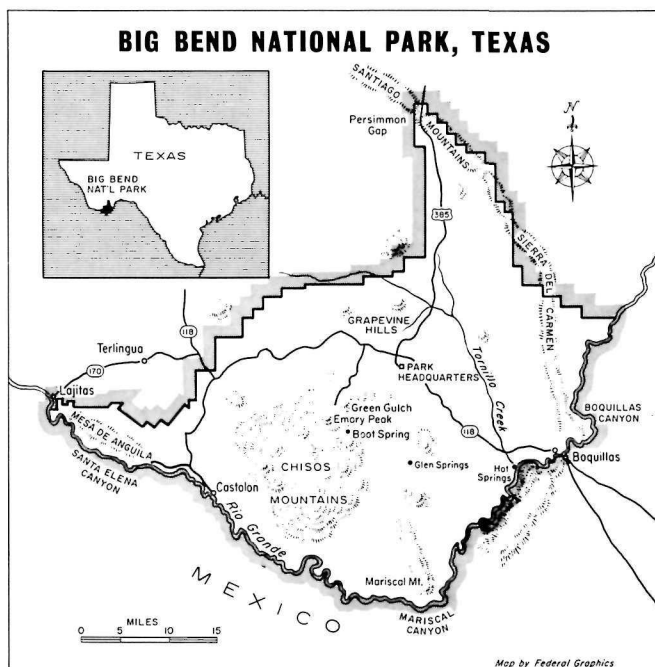 BIG BEND NATIONAL PARK, TEXAS
TEXAS
BIG BEND
NAT'L PARK
SANTIAGO
MOUNTAINS
Persimmon
Gap
N
385
SIERRA DEL CARMEN
118
GRAPEVINE
HILLS
Terlingua
170
PARK
HEADQUARTERS
Tornillo Creek
Lajitas
Green Gulch
Emory Peak
Boot Spring
118
BOQUILLAS
CANYON
MESA DE ANGUILA
SANTA ELENA
CANYON
CHISOS
MOUNTAINS
Glen Springs
Hot
Springs
Boquillas
Castolon
Rio Grande
MEXICO
Mariscal Mt.
MARISCAL
CANYON
MILES
0 5 10 15
Map by Federal Graphics